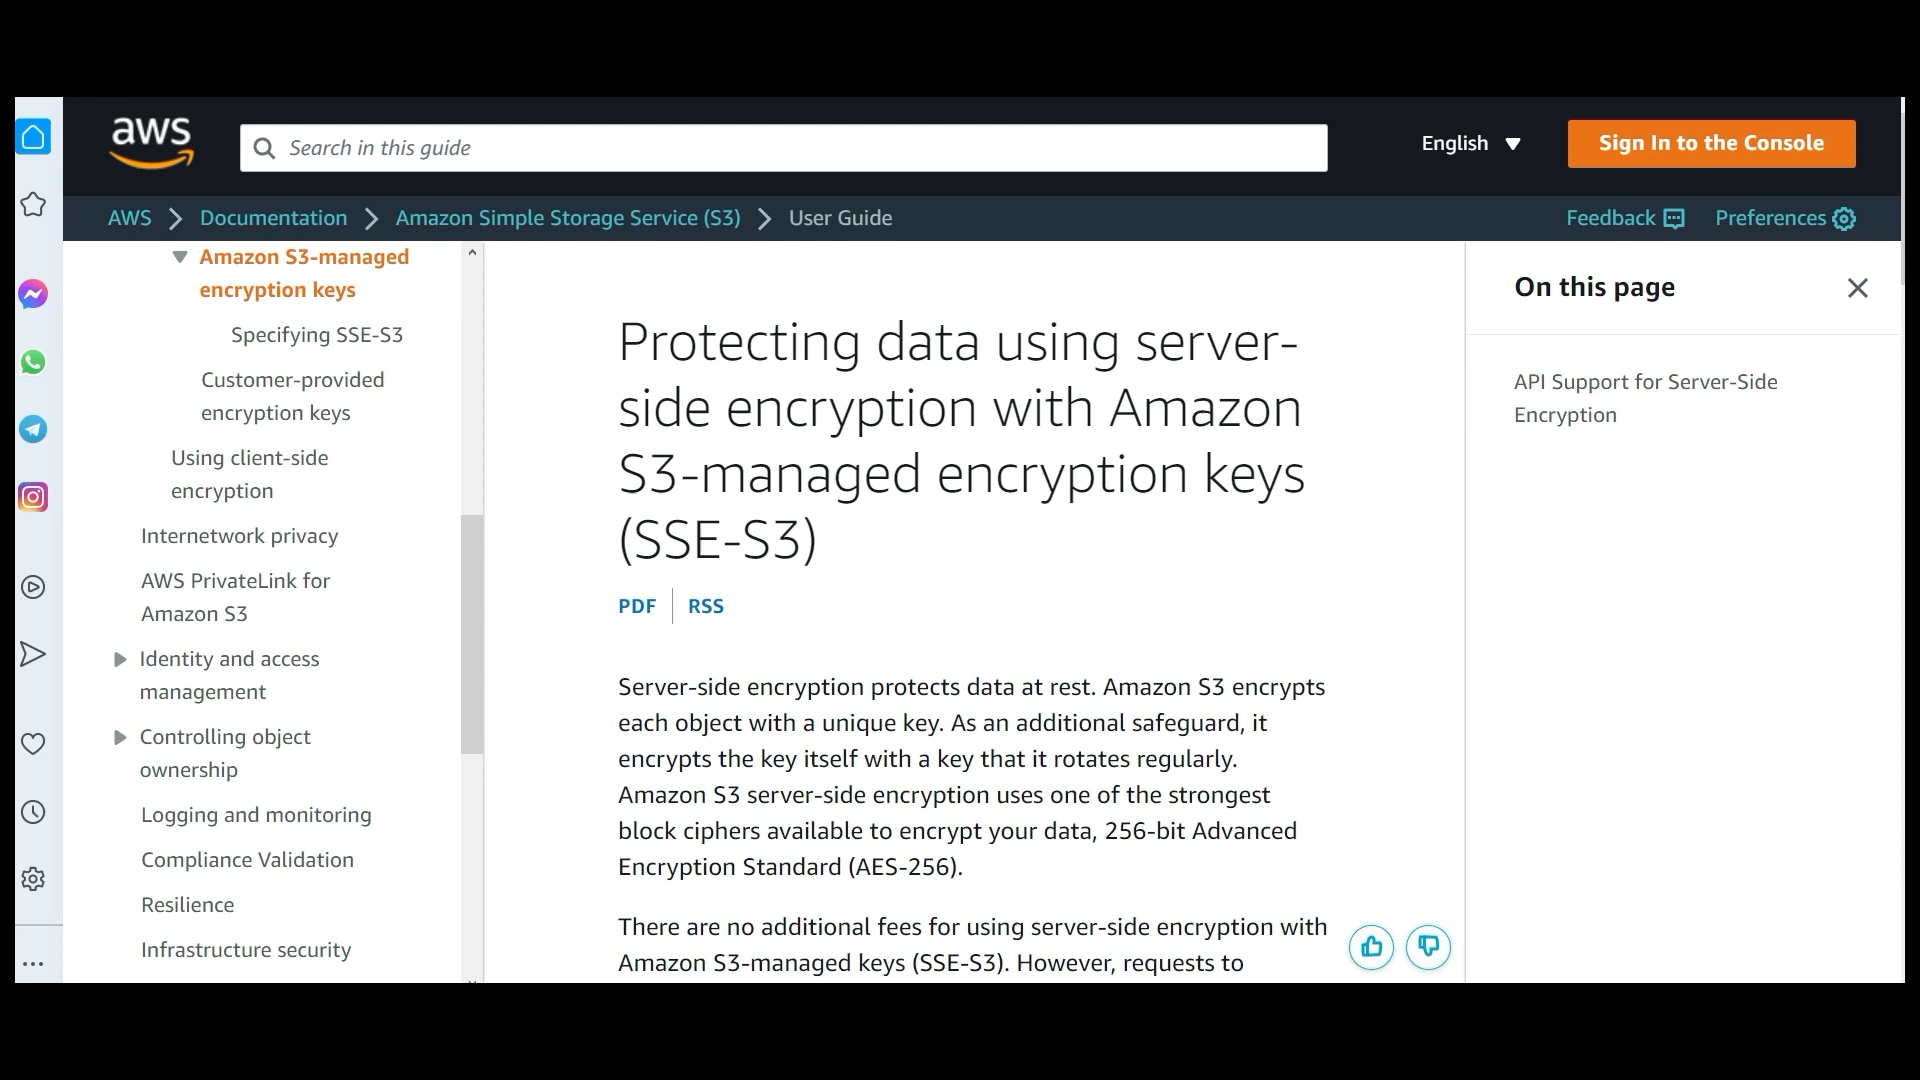 aws
Search in this guide
English
Sign In to the Console
AWS
Documentation
Amazon Simple Storage Service (S3)
User Guide
Feedback
Preferences
Amazon S3-managed
encryption keys
Specifying SSE-S3
Customer-provided
encryption keys
Using client-side
encryption
Internetwork privacy
AWS PrivateLink for
Amazon S3
Identity and access
management
Controlling object
ownership
Logging and monitoring
Compliance Validation
Resilience
Infrastructure security
Protecting data using server-
side encryption with Amazon
S3-managed encryption keys
(SSE-S3)
PDF
RSS
Server-side encryption protects data at rest. Amazon S3 encrypts
each object with a unique key. As an additional safeguard, it
encrypts the key itself with a key that it rotates regularly.
Amazon S3 server-side encryption uses one of the strongest
block ciphers available to encrypt your data, 256-bit Advanced
Encryption Standard (AES-256).
There are no additional fees for using server-side encryption with
Amazon S3-managed keys (SSE-S3). However, requests to
On this page
API Support for Server-Side
Encryption